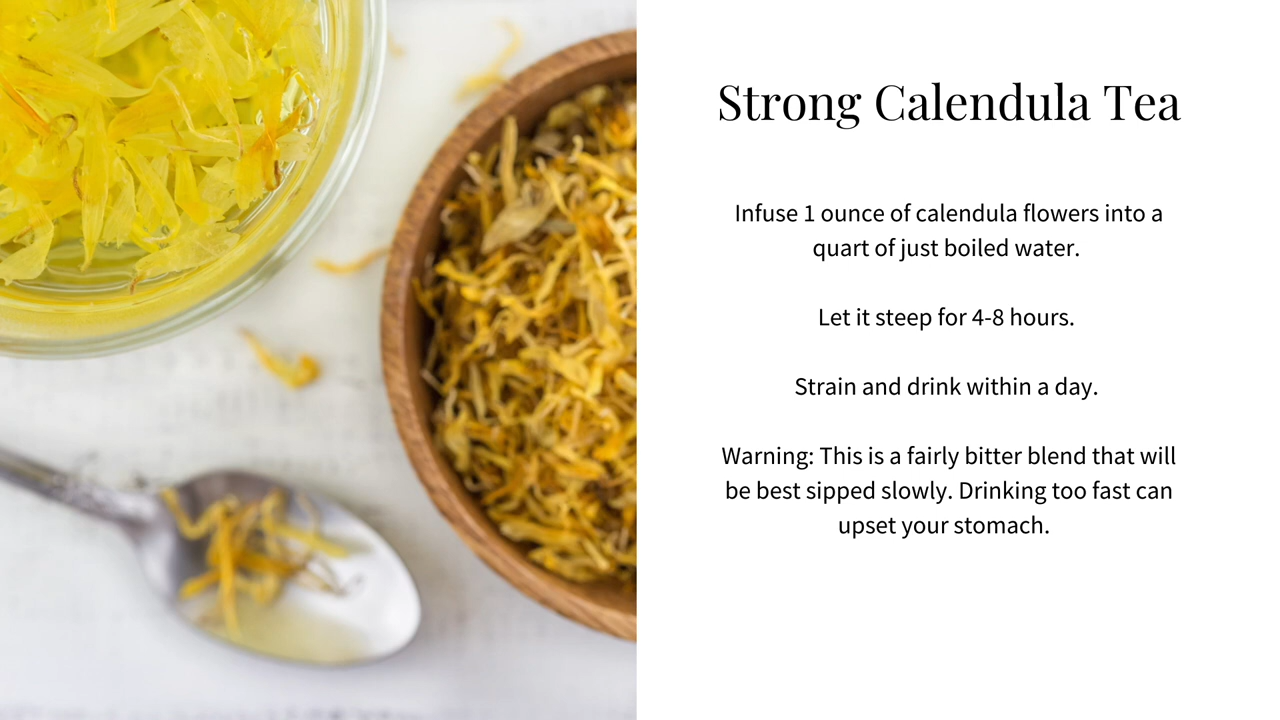 Strong Calendula Tea
Infuse 1 ounce of calendula flowers into a
quart of just boiled water.
Let it steep for 4-8 hours.
Strain and drink within a day.
Warning: This is a fairly bitter blend that will
be best sipped slowly. Drinking too fast can
upset your stomach.